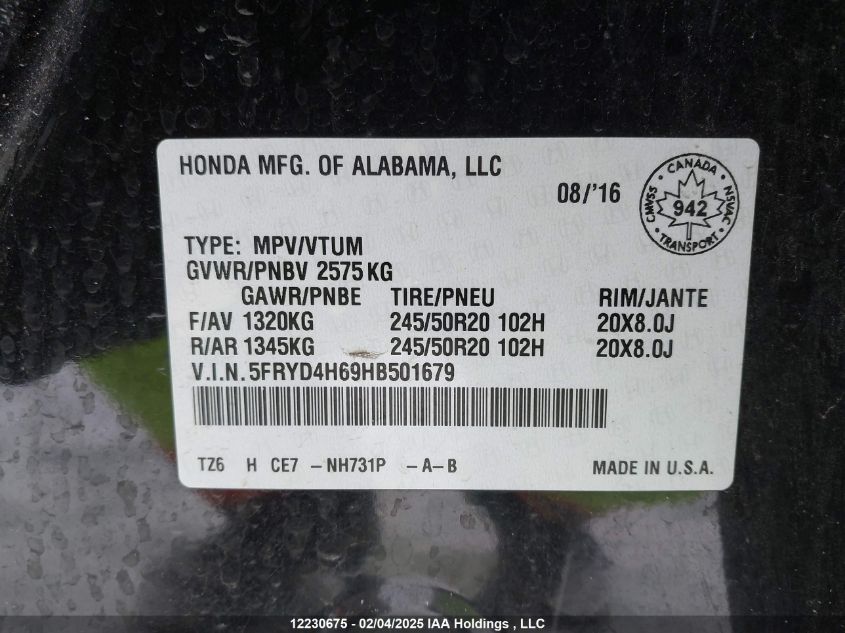 HONDA MFG. OF ALABAMA, LLC
08/'16
CANADA
CMVSS 942 NSVAC
TRANSPORT
TYPE: MPV/VTUM
GVWR/PNBV 2575KG
GAWR/PNBE TIRE/PNEU RIM/JANTE
F/AV 1320KG 245/50R20 102H 20X8.0J
R/AR 1345KG 245/50R20 102H 20X8.0J
V.I.N. 5FRYD4H69HB501679
TZ6 H CE7 -NH731P -A-B MADE IN U.S.A.
12230675 - 02/04/2025 IAA Holdings , LLC